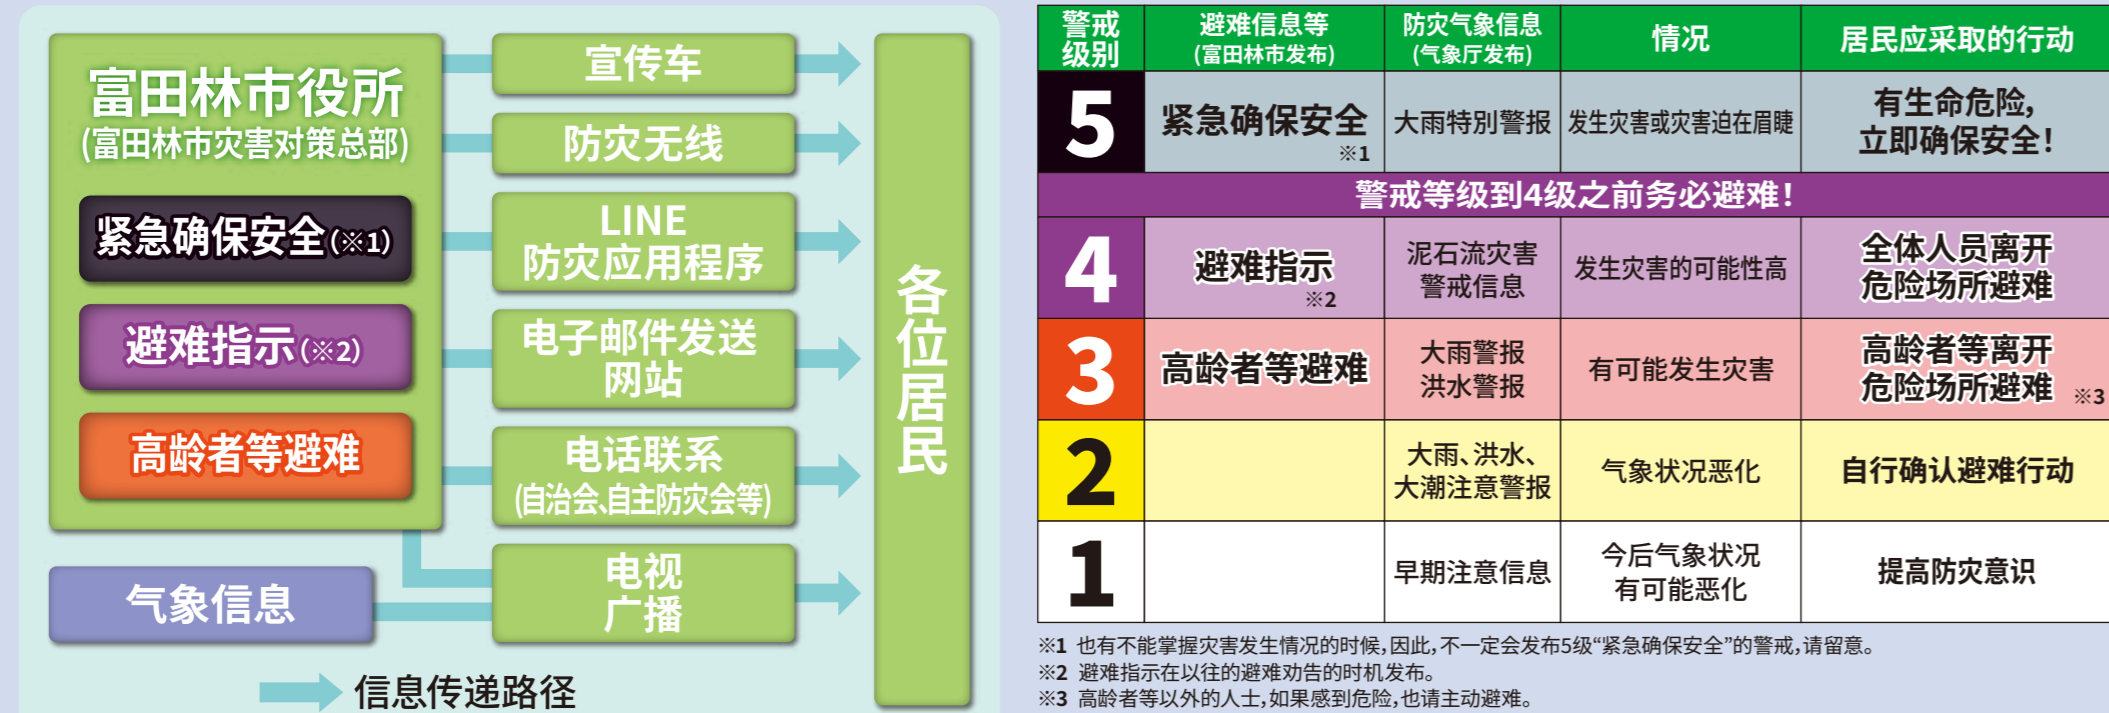 富田林市役所
(富田林市灾害对策总部)
紧急确保安全(※1)
避难指示(※2)
高龄者等避难
气象信息
宣传车
防灾无线
LINE
防灾应用程序
电子邮件发送
网站
电话联系
(自治会、自主防灾会等)
电视
广播
各位居民
信息传递路径
警戒
级别
避难信息等
(富田林市发布)
防灾气象信息
(气象厅发布)
情况
居民应采取的行动
5
紧急确保安全
※1
大雨特别警报
发生灾害或灾害迫在眉睫
有生命危险,
立即确保安全!
警戒等级到4级之前务必避难!
4
避难指示
※2
泥石流灾害
警戒信息
发生灾害的可能性高
全体人员离开
危险场所避难
3
高龄者等避难
大雨警报
洪水警报
有可能发生灾害
高龄者等离开
危险场所避难
※3
2
大雨、洪水、
大潮注意警报
气象状况恶化
自行确认避难行动
1
早期注意信息
今后气象状况
有可能恶化
提高防灾意识
※1 也有不能掌握灾害发生情况的时候,因此,不一定会发布5级“紧急确保安全”的警戒,请留意。
※2 避难指示在以往的避难劝告的时机发布。
※3 高龄者等以外的人士,如果感到危险,也请主动避难。